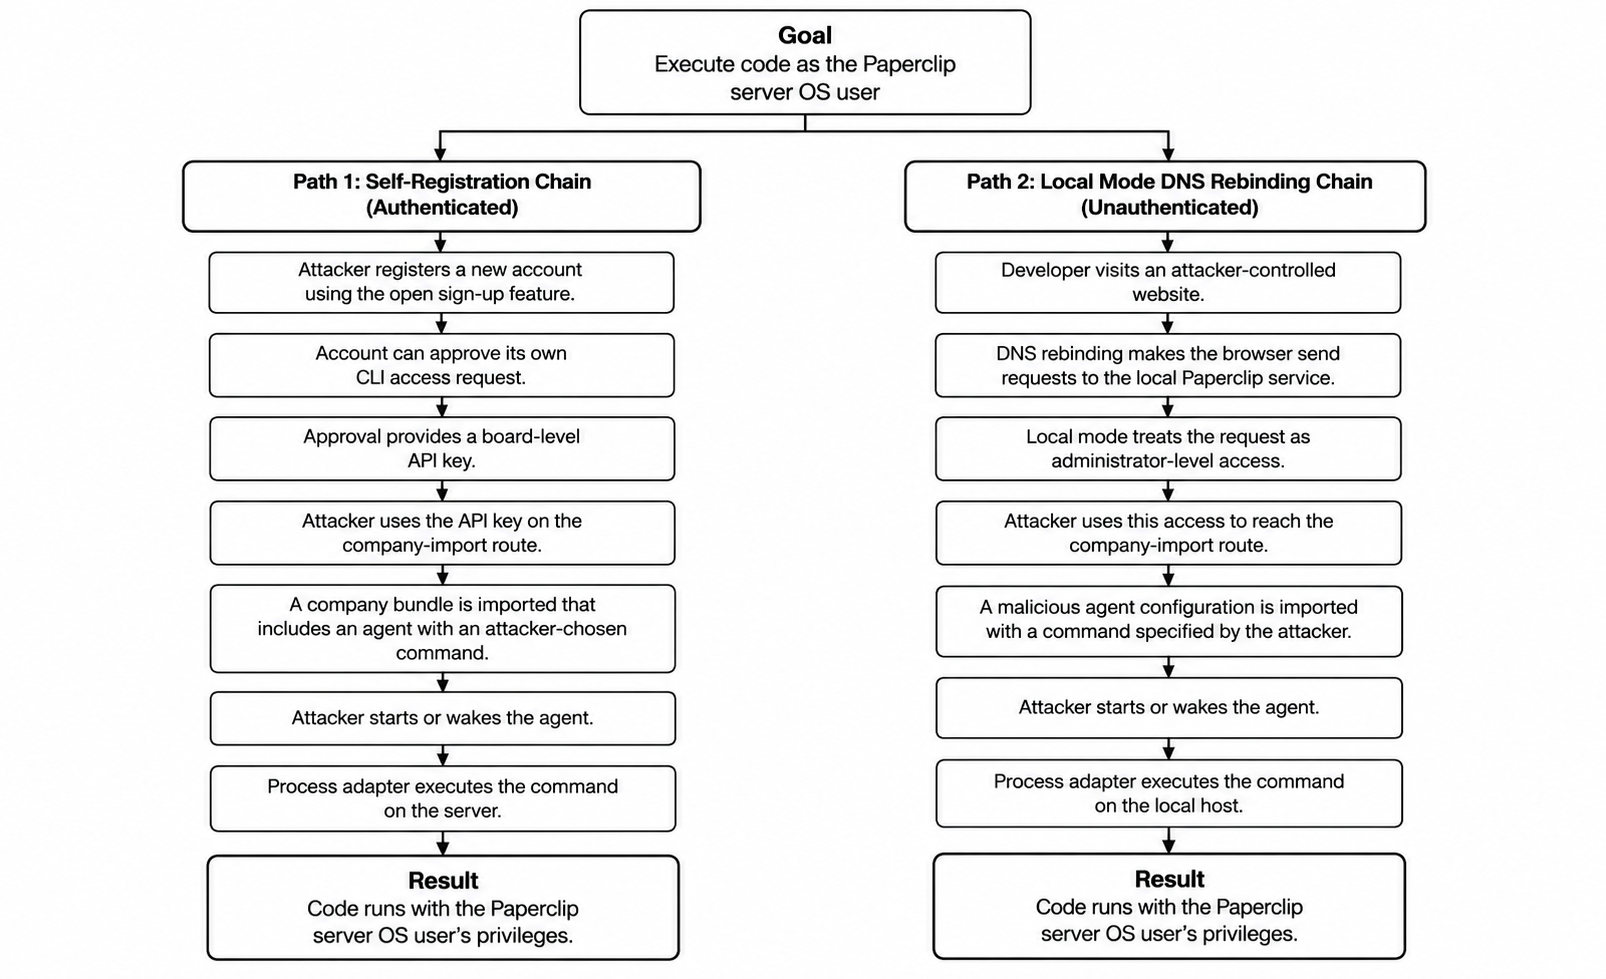 Goal
Execute code as the Paperclip
server OS user
Path 1: Self-Registration Chain
(Authenticated)
Attacker registers a new account
using the open sign-up feature.
Account can approve its own
CLI access request.
Approval provides a board-level
API key.
Attacker uses the API key on the
company-import route.
A company bundle is imported that
includes an agent with an attacker-chosen
command.
Attacker starts or wakes the agent.
Process adapter executes the command
on the server.
Result
Code runs with the Paperclip
server OS user’s privileges.
Path 2: Local Mode DNS Rebinding Chain
(Unauthenticated)
Developer visits an attacker-controlled
website.
DNS rebinding makes the browser send
requests to the local Paperclip service.
Local mode treats the request as
administrator-level access.
Attacker uses this access to reach the
company-import route.
A malicious agent configuration is imported
with a command specified by the attacker.
Attacker starts or wakes the agent.
Process adapter executes the command
on the local host.
Result
Code runs with the Paperclip
server OS user’s privileges.